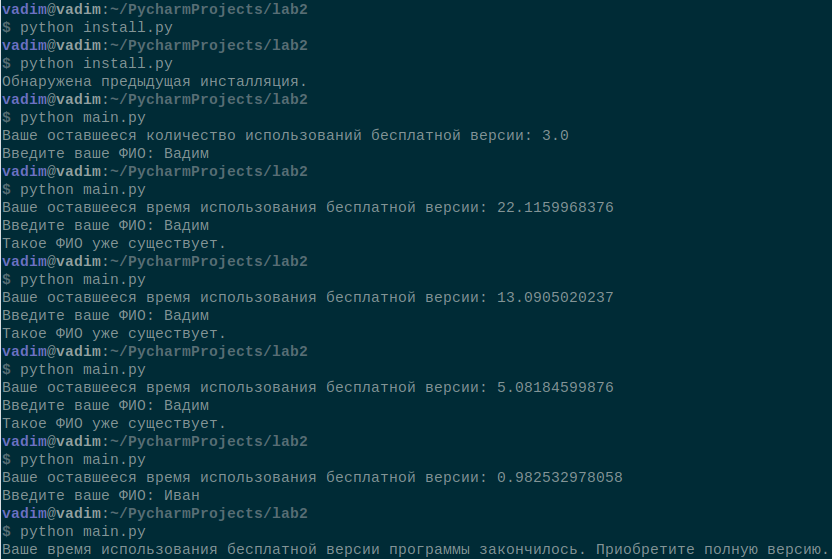 vadim@vadim:~/PycharmProjects/lab2
$ python install.py
vadim@vadim:~/PycharmProjects/lab2
$ python install.py
Обнаружена предыдущая инсталляция.
vadim@vadim:~/PycharmProjects/lab2
$ python main.py
Ваше оставшееся количество использований бесплатной версии: 3.0
Введите ваше ФИО: Вадим
vadim@vadim:~/PycharmProjects/lab2
$ python main.py
Ваше оставшееся время использования бесплатной версии: 22.1159968376
Введите ваше ФИО: Вадим
Такое ФИО уже существует.
vadim@vadim:~/PycharmProjects/lab2
$ python main.py
Ваше оставшееся время использования бесплатной версии: 13.0905020237
Введите ваше ФИО: Вадим
Такое ФИО уже существует.
vadim@vadim:~/PycharmProjects/lab2
$ python main.py
Ваше оставшееся время использования бесплатной версии: 5.08184599876
Введите ваше ФИО: Вадим
Такое ФИО уже существует.
vadim@vadim:~/PycharmProjects/lab2
$ python main.py
Ваше оставшееся время использования бесплатной версии: 0.982532978058
Введите ваше ФИО: Иван
vadim@vadim:~/PycharmProjects/lab2
$ python main.py
Ваше время использования бесплатной версии программы закончилось. Приобретите полную версию.